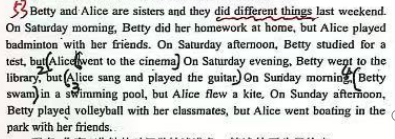 53 Betty and Alice are sisters and they did different things last weekend.
On Saturday morning, Betty did her homework at home, but Alice played
badminton with her friends. On Saturday afternoon, Betty studied for a
test, but Alice went to the cinema. On Saturday evening, Betty went to the
library, but Alice sang and played the guitar. On Sunday morning, Betty
swam in a swimming pool, but Alice flew a kite. On Sunday afternoon,
Betty played volleyball with her classmates, but Alice went boating in the
park with her friends.